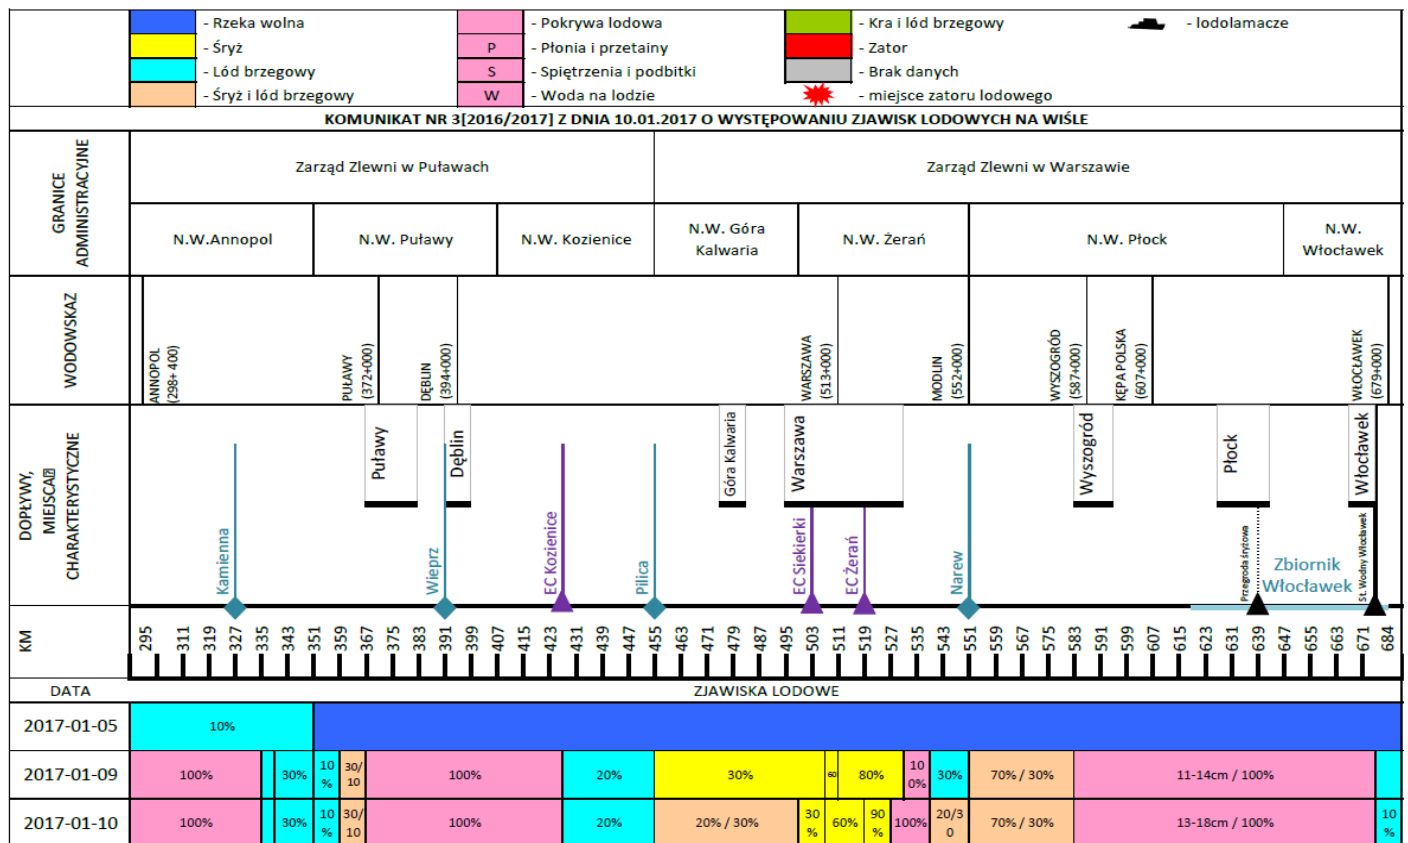 - Rzeka wolna
- Pokrywa lodowa
- Kra i lód brzegowy
- lodolamacze
- Śryż
P
- Płonia i przetainy
- Zator
- Lód brzegowy
S
- Spiętrzenia i podbitki
- Brak danych
- Śryż i lód brzegowy
W
- Woda na lodzie
- miejsce zatoru lodowego
KOMUNIKAT NR 3[2016/2017] Z DNIA 10.01.2017 O WYSTĘPOWANIU ZJAWISK LODOWYCH NA WIŚLE
GRANICE
ADMINISTRACYJNE
Zarząd Zlewni w Puławach
Zarząd Zlewni w Warszawie
N.W.Annopol
N.W. Puławy
N.W. Kozienice
N.W. Góra
Kalwaria
N.W. Żerań
N.W. Płock
N.W.
Włocławek
WODOWSKAZ
ANNOPOL
(298+ 400)
PUŁAWY
(372+000)
DĘBLIN
(394+000)
WARSZAWA
(513+000)
MODLIN
(552+000)
WYSZOGRÓD
(587+000)
KĘPA POLSKA
(607+000)
WŁOCŁAWEK
(679+000)
DOPŁYWY,
MIEJSCA
CHARAKTERYSTYCZNE
Kamienna
Puławy
Wieprz
Dęblin
EC Kozienice
Pilica
Góra Kalwaria
Warszawa
EC Siekierki
EC Żerań
Narew
Wyszogród
Płock
Przegroda śryżowa
Zbiornik
Włocławek
Włocławek
St. Wodny Włocławek
KM
295 311 319 327 335 343 351 359 367 375 383 391 399 407 415 423 431 439 447 455 463 471 479 487 495 503 511 519 527 535 543 551 559 567 575 583 591 599 607 615 623 631 639 647 655 663 671 684
DATA
ZJAWISKA LODOWE
2017-01-05
10%
2017-01-09
100%
30%
10
%
30/
10
100%
20%
30%
60
80%
10
0%
30%
70% / 30%
11-14cm / 100%
2017-01-10
100%
30%
10
%
30/
10
100%
20%
20% / 30%
30
%
60%
90
%
100%
20/3
0
70% / 30%
13-18cm / 100%
10
%